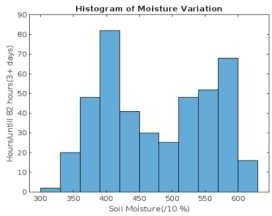 Histogram of Moisture Variation
90
80
70
60
50
40
30
20
10
0
Hours/untill 82 hours(3+ days)
300 350 400 450 500 550 600
Soil Moisture(/10 %)